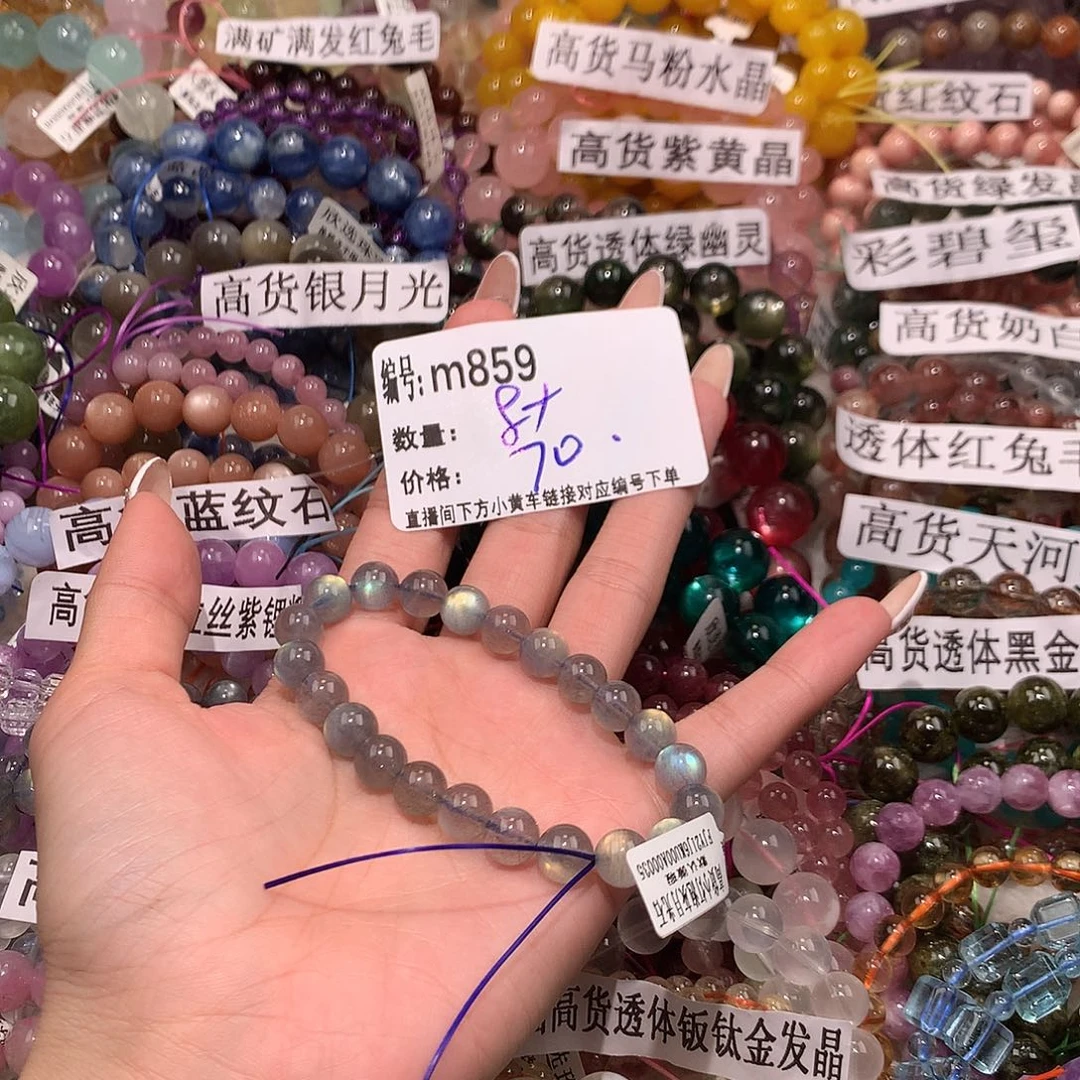 满矿满发红兔毛
高货马粉水晶
红纹石
高货紫黄晶
高货绿发晶
高货透体绿幽灵
彩碧玺
高货银月光
高货奶白
编号:m859
数量: 8+
价格: 70.
直播间下方小黄车链接对应编号下单
透体红兔毛
高 蓝纹石
高货天河
高 丝紫锂
高货透体黑金
高货透体钣钛金发晶